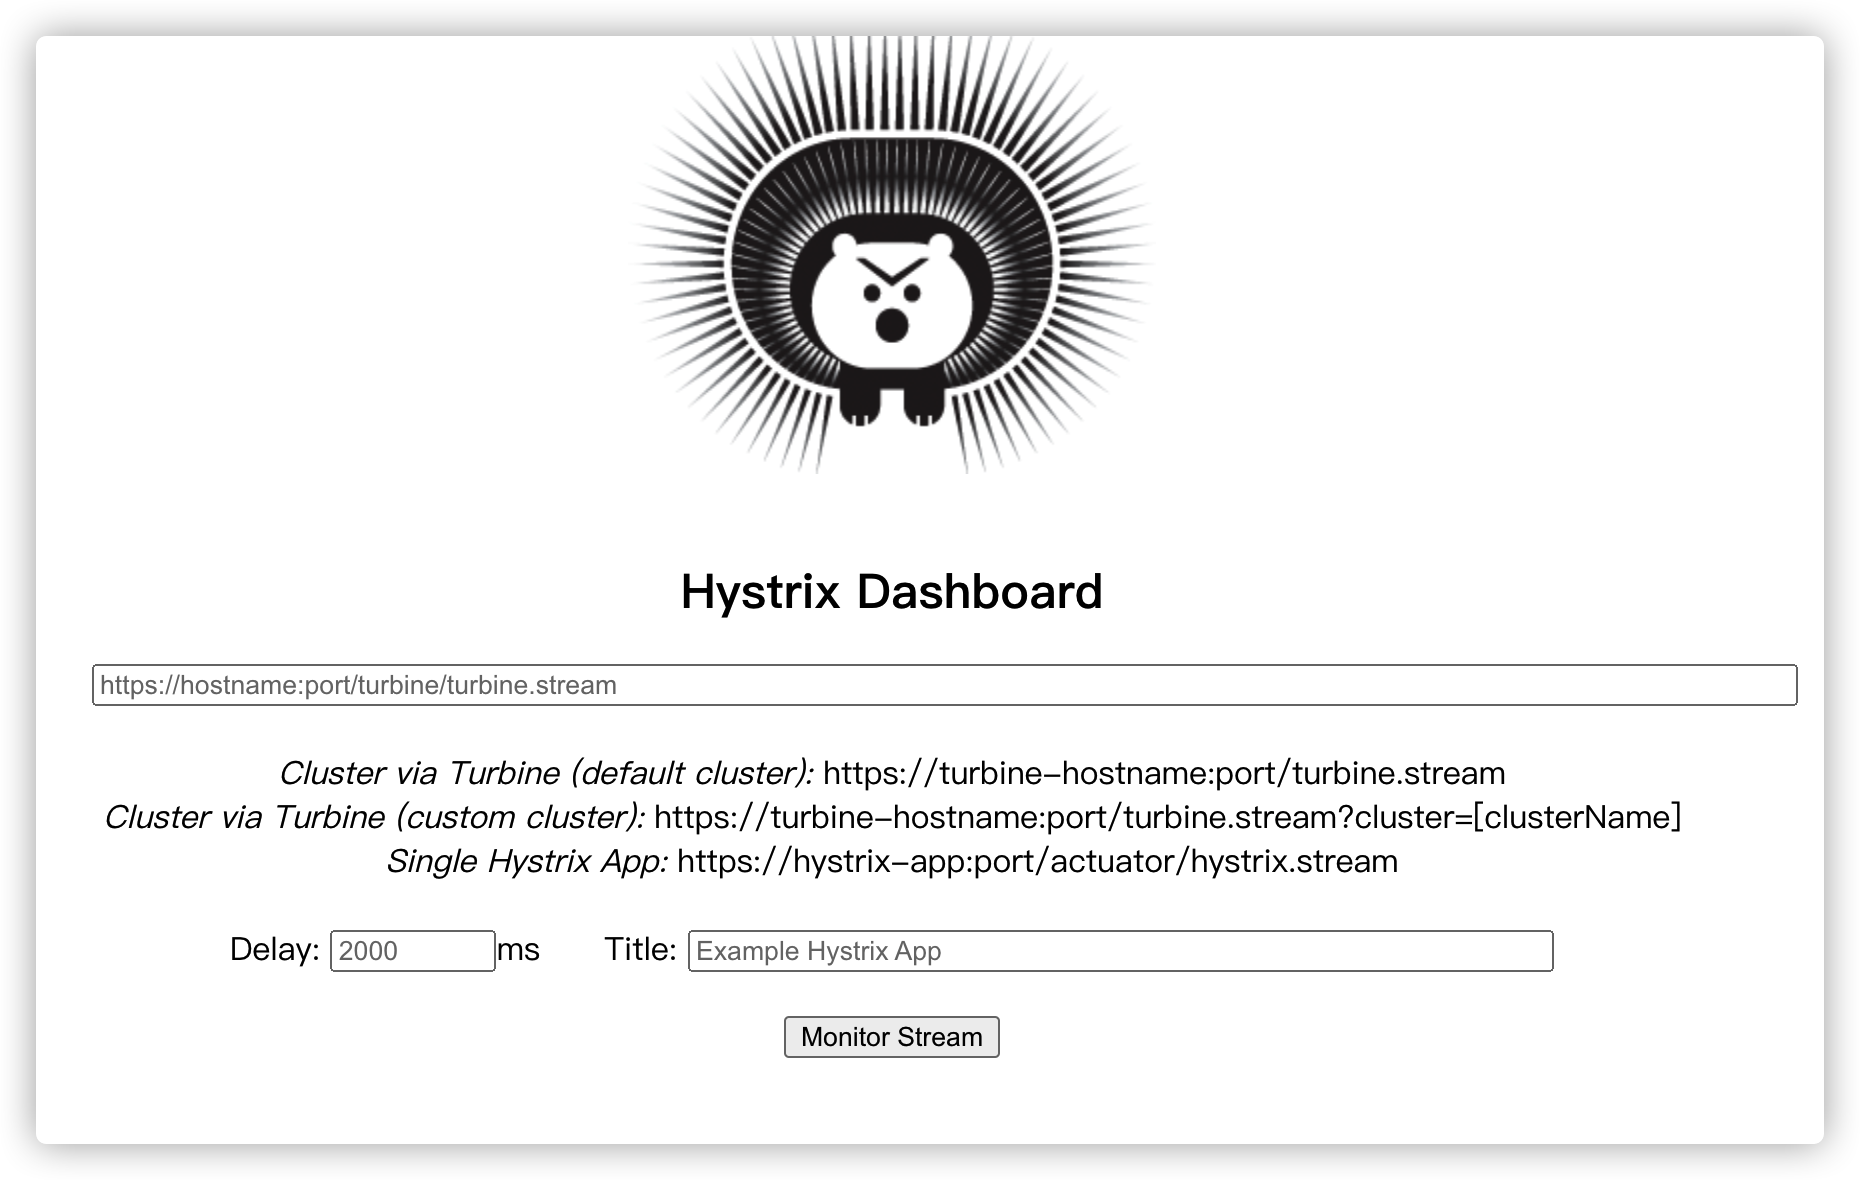 Hystrix Dashboard
https://hostname:port/turbine/turbine.stream
Cluster via Turbine (default cluster): https://turbine-hostname:port/turbine.stream
Cluster via Turbine (custom cluster): https://turbine-hostname:port/turbine.stream?cluster=[clusterName]
Single Hystrix App: https://hystrix-app:port/actuator/hystrix.stream
Delay: 2000 ms Title: Example Hystrix App
Monitor Stream